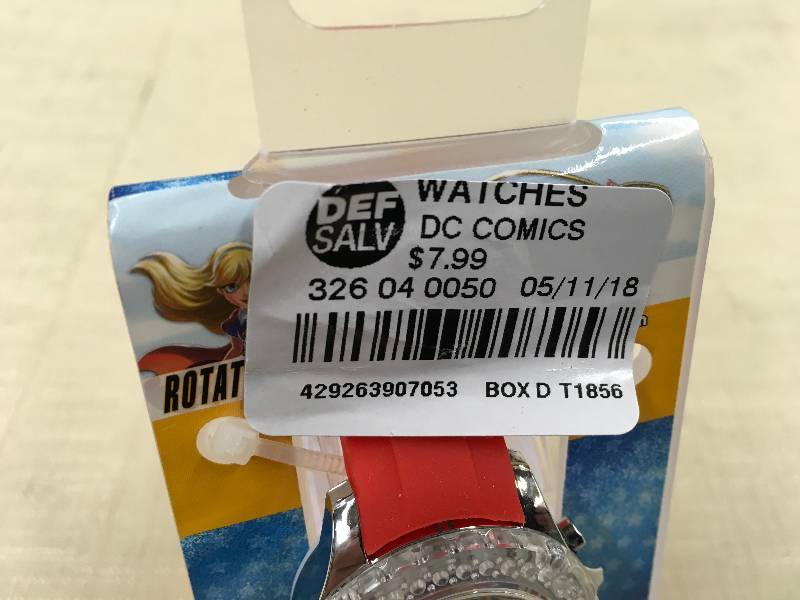 DEF
SALV
WATCHES
DC COMICS
$7.99
326 04 0050 05/11/18
429263907053 BOX D T1856
ROTAT